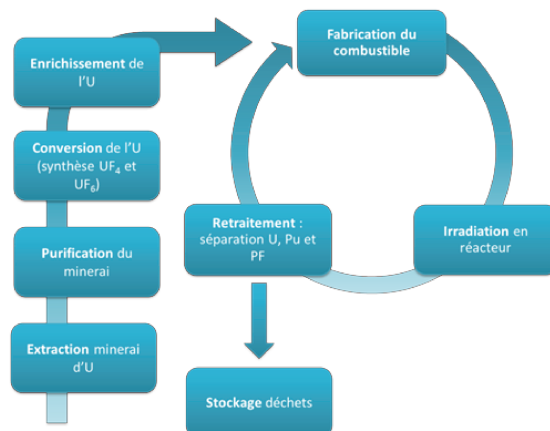 Fabrication du
combustible
Enrichissement de
l'U
Conversion de l'U
(synthèse UF₄ et
UF₆)
Retraitement :
séparation U, Pu et
PF
Irradiation en
réacteur
Purification du
minerai
Extraction minerai
d'U
Stockage déchets